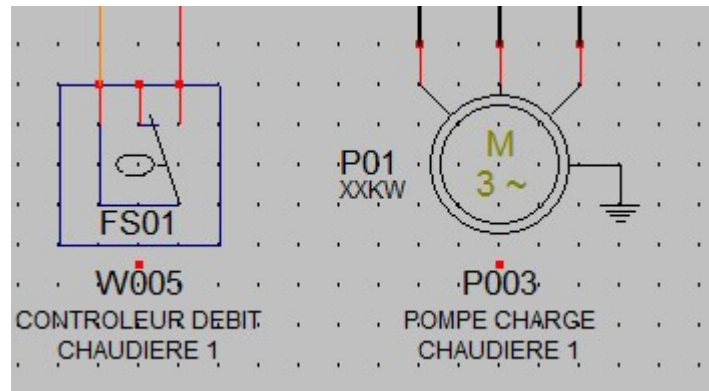 M
3 ~
P01
XXKW
FS01
W005
CONTROLEUR DEBIT
CHAUDIERE 1
P003
POMPE CHARGE
CHAUDIERE 1